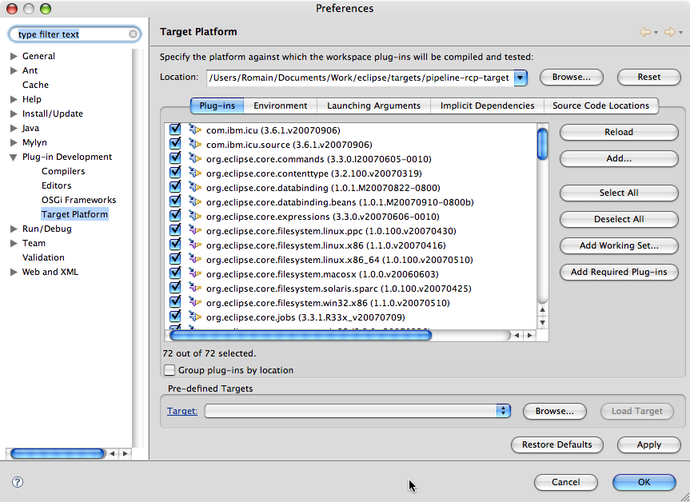 Preferences
type filter text
General
Ant
Cache
Help
Install/Update
Java
Mylyn
Plug-in Development
Compilers
Editors
OSGi Frameworks
Target Platform
Run/Debug
Team
Validation
Web and XML
Target Platform
Specify the platform against which the workspace plug-ins will be compiled and tested:
Location: /Users/Romain/Documents/Work/eclipse/targets/pipeline-rcp-target Browse... Reset
Plug-ins Environment Launching Arguments Implicit Dependencies Source Code Locations
com.ibm.icu (3.6.1.v20070906)
com.ibm.icu.source (3.6.1.v20070906)
org.eclipse.core.commands (3.3.0.I20070605-0010)
org.eclipse.core.contenttype (3.2.100.v20070319)
org.eclipse.core.databinding (1.0.1.M20070822-0800)
org.eclipse.core.databinding.beans (1.0.1.M20070910-0800b)
org.eclipse.core.expressions (3.3.0.v20070606-0010)
org.eclipse.core.filesystem.linux.ppc (1.0.100.v20070430)
org.eclipse.core.filesystem.linux.x86 (1.1.0.v20070416)
org.eclipse.core.filesystem.linux.x86_64 (1.0.100.v20070510)
org.eclipse.core.filesystem.macosx (1.0.0.v20060603)
org.eclipse.core.filesystem.solaris.sparc (1.0.100.v20070425)
org.eclipse.core.filesystem.win32.x86 (1.1.0.v20070510)
org.eclipse.core.jobs (3.3.1.R33x_v20070709)
Reload
Add...
Select All
Deselect All
Add Working Set...
Add Required Plug-ins
72 out of 72 selected.
Group plug-ins by location
Pre-defined Targets
Target: Browse... Load Target
Restore Defaults Apply
? Cancel OK